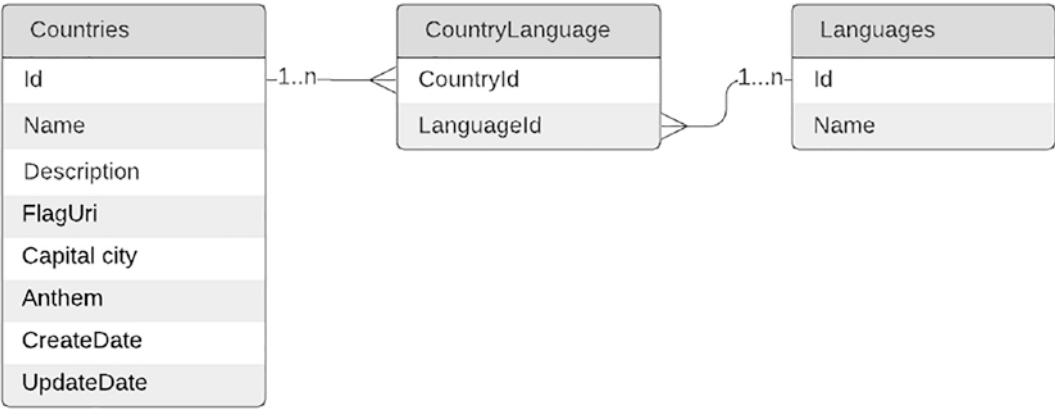 Countries
Id
Name
Description
FlagUri
Capital city
Anthem
CreateDate
UpdateDate
1..n
CountryLanguage
CountryId
LanguageId
1...n
Languages
Id
Name